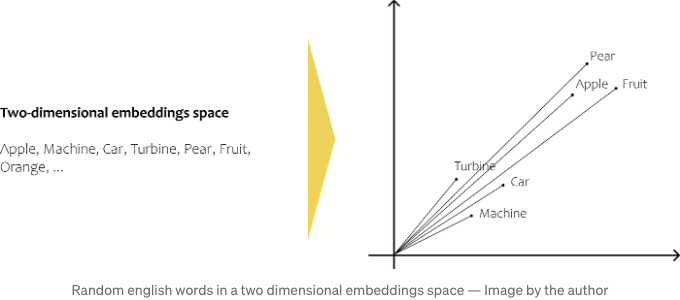 Two-dimensional embeddings space
Apple, Machine, Car, Turbine, Pear, Fruit,
Orange, ...
Pear
Apple
Fruit
Turbine
Car
Machine
Random english words in a two dimensional embeddings space — Image by the author